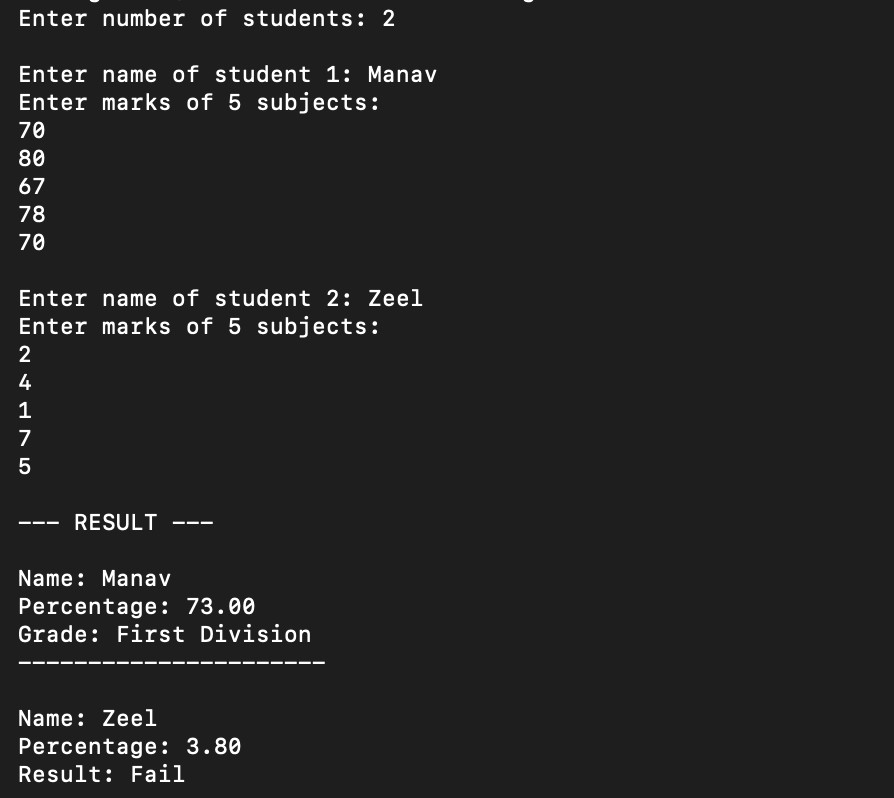 Enter number of students: 2
Enter name of student 1: Manav
Enter marks of 5 subjects:
70
80
67
78
70
Enter name of student 2: Zeel
Enter marks of 5 subjects:
2
4
1
7
5
--- RESULT ---
Name: Manav
Percentage: 73.00
Grade: First Division
----------------------
Name: Zeel
Percentage: 3.80
Result: Fail